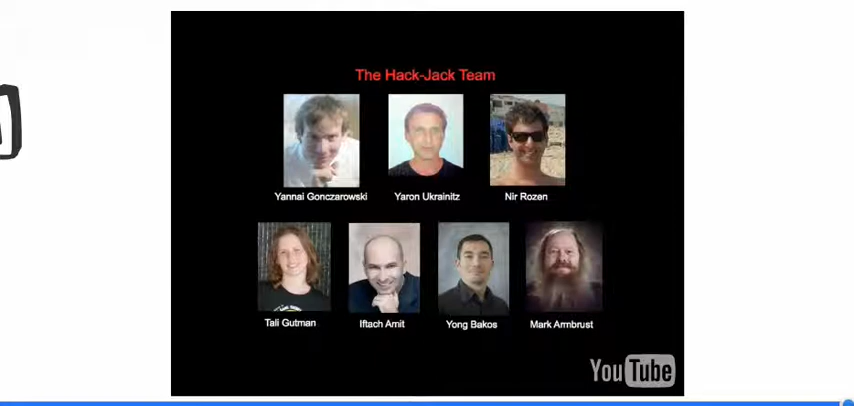 The Hack-Jack Team
Yannai Gonczarowski Yaron Ukrainitz Nir Rozen
Tali Gutman Iftach Amit Yong Bakos Mark Armbrust
YouTube